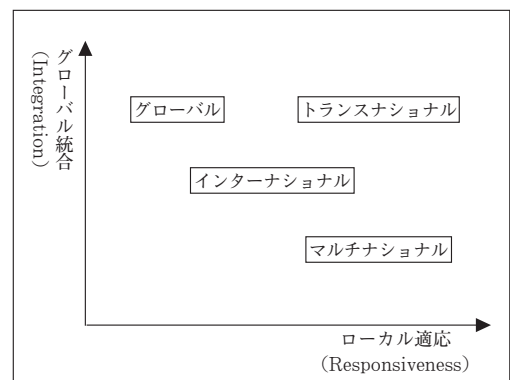 グローバル統合
(Integration)
グローバル
トランスナショナル
インターナショナル
マルチナショナル
ローカル適応
(Responsiveness)